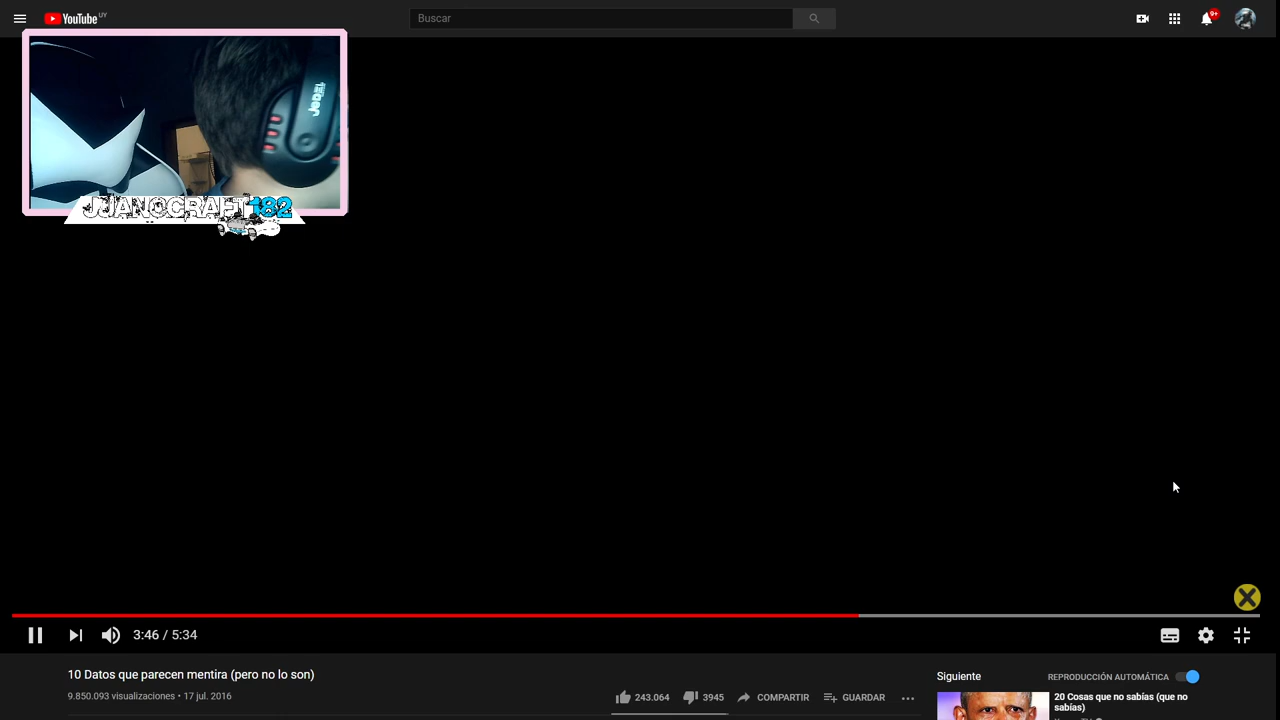 YouTube UY
Buscar
9+
JODEL
JUANOCRAFT182
3:46 / 5:34
10 Datos que parecen mentira (pero no lo son)
9.850.093 visualizaciones • 17 jul. 2016
243.064
3945
COMPARTIR
GUARDAR
Siguiente
REPRODUCCIÓN AUTOMÁTICA
20 Cosas que no sabías (que no
sabías)